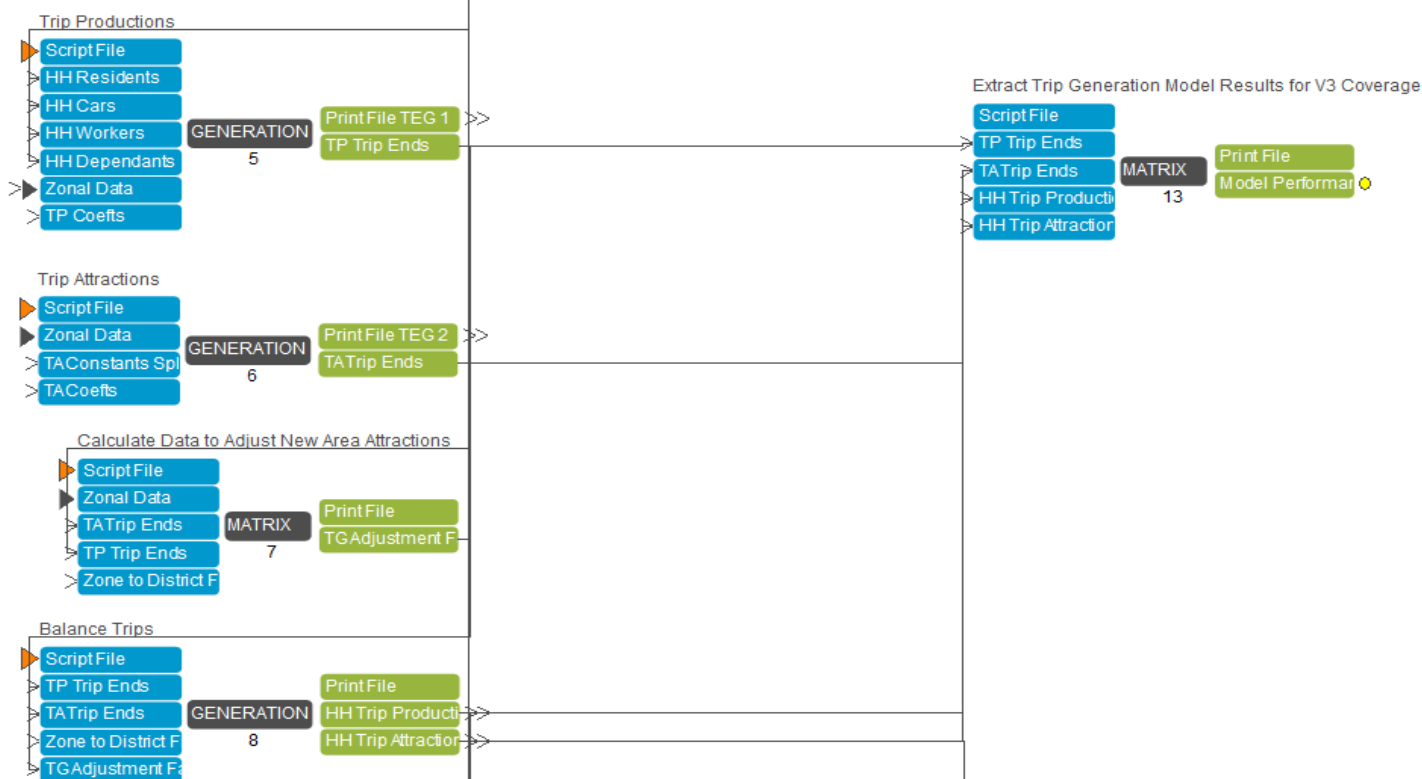 Trip Productions
Script File
HH Residents
HH Cars
HH Workers
HH Dependants
Zonal Data
TP Coefts
GENERATION
5
Print File TEG 1
TP Trip Ends
Extract Trip Generation Model Results for V3 Coverage
Script File
TP Trip Ends
TATrip Ends
HH Trip Producti
HH Trip Attraction
MATRIX
13
Print File
Model Performan
Trip Attractions
Script File
Zonal Data
TAConstants Spl
TACoefts
GENERATION
6
Print File TEG 2
TATrip Ends
Calculate Data to Adjust New Area Attractions
Script File
Zonal Data
TATrip Ends
TP Trip Ends
Zone to District F
MATRIX
7
Print File
TGAdjustment F
Balance Trips
Script File
TP Trip Ends
TATrip Ends
Zone to District F
TGAdjustment Fa
GENERATION
8
Print File
HH Trip Producti
HH Trip Attraction